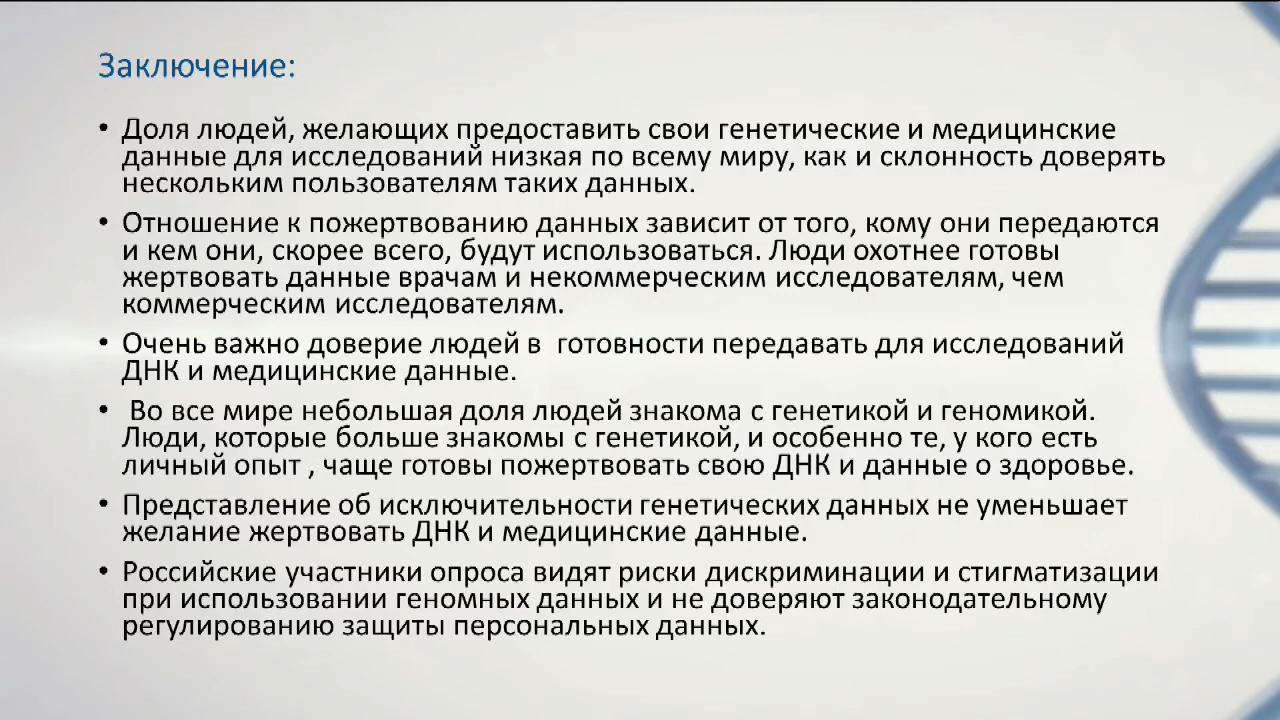 Заключение:
• Доля людей, желающих предоставить свои генетические и медицинские
данные для исследований низкая по всему миру, как и склонность доверять
нескольким пользователям таких данных.
• Отношение к пожертвованию данных зависит от того, кому они передаются
и кем они, скорее всего, будут использоваться. Люди охотнее готовы
жертвовать данные врачам и некоммерческим исследователям, чем
коммерческим исследователям.
• Очень важно доверие людей в  готовности передавать для исследований
ДНК и медицинские данные.
•  Во все мире небольшая доля людей знакома с генетикой и геномикой.
Люди, которые больше знакомы с генетикой, и особенно те, у кого есть
личный опыт , чаще готовы пожертвовать свою ДНК и данные о здоровье.
• Представление об исключительности генетических данных не уменьшает
желание жертвовать ДНК и медицинские данные.
• Российские участники опроса видят риски дискриминации и стигматизации
при использовании геномных данных и не доверяют законодательному
регулированию защиты персональных данных.